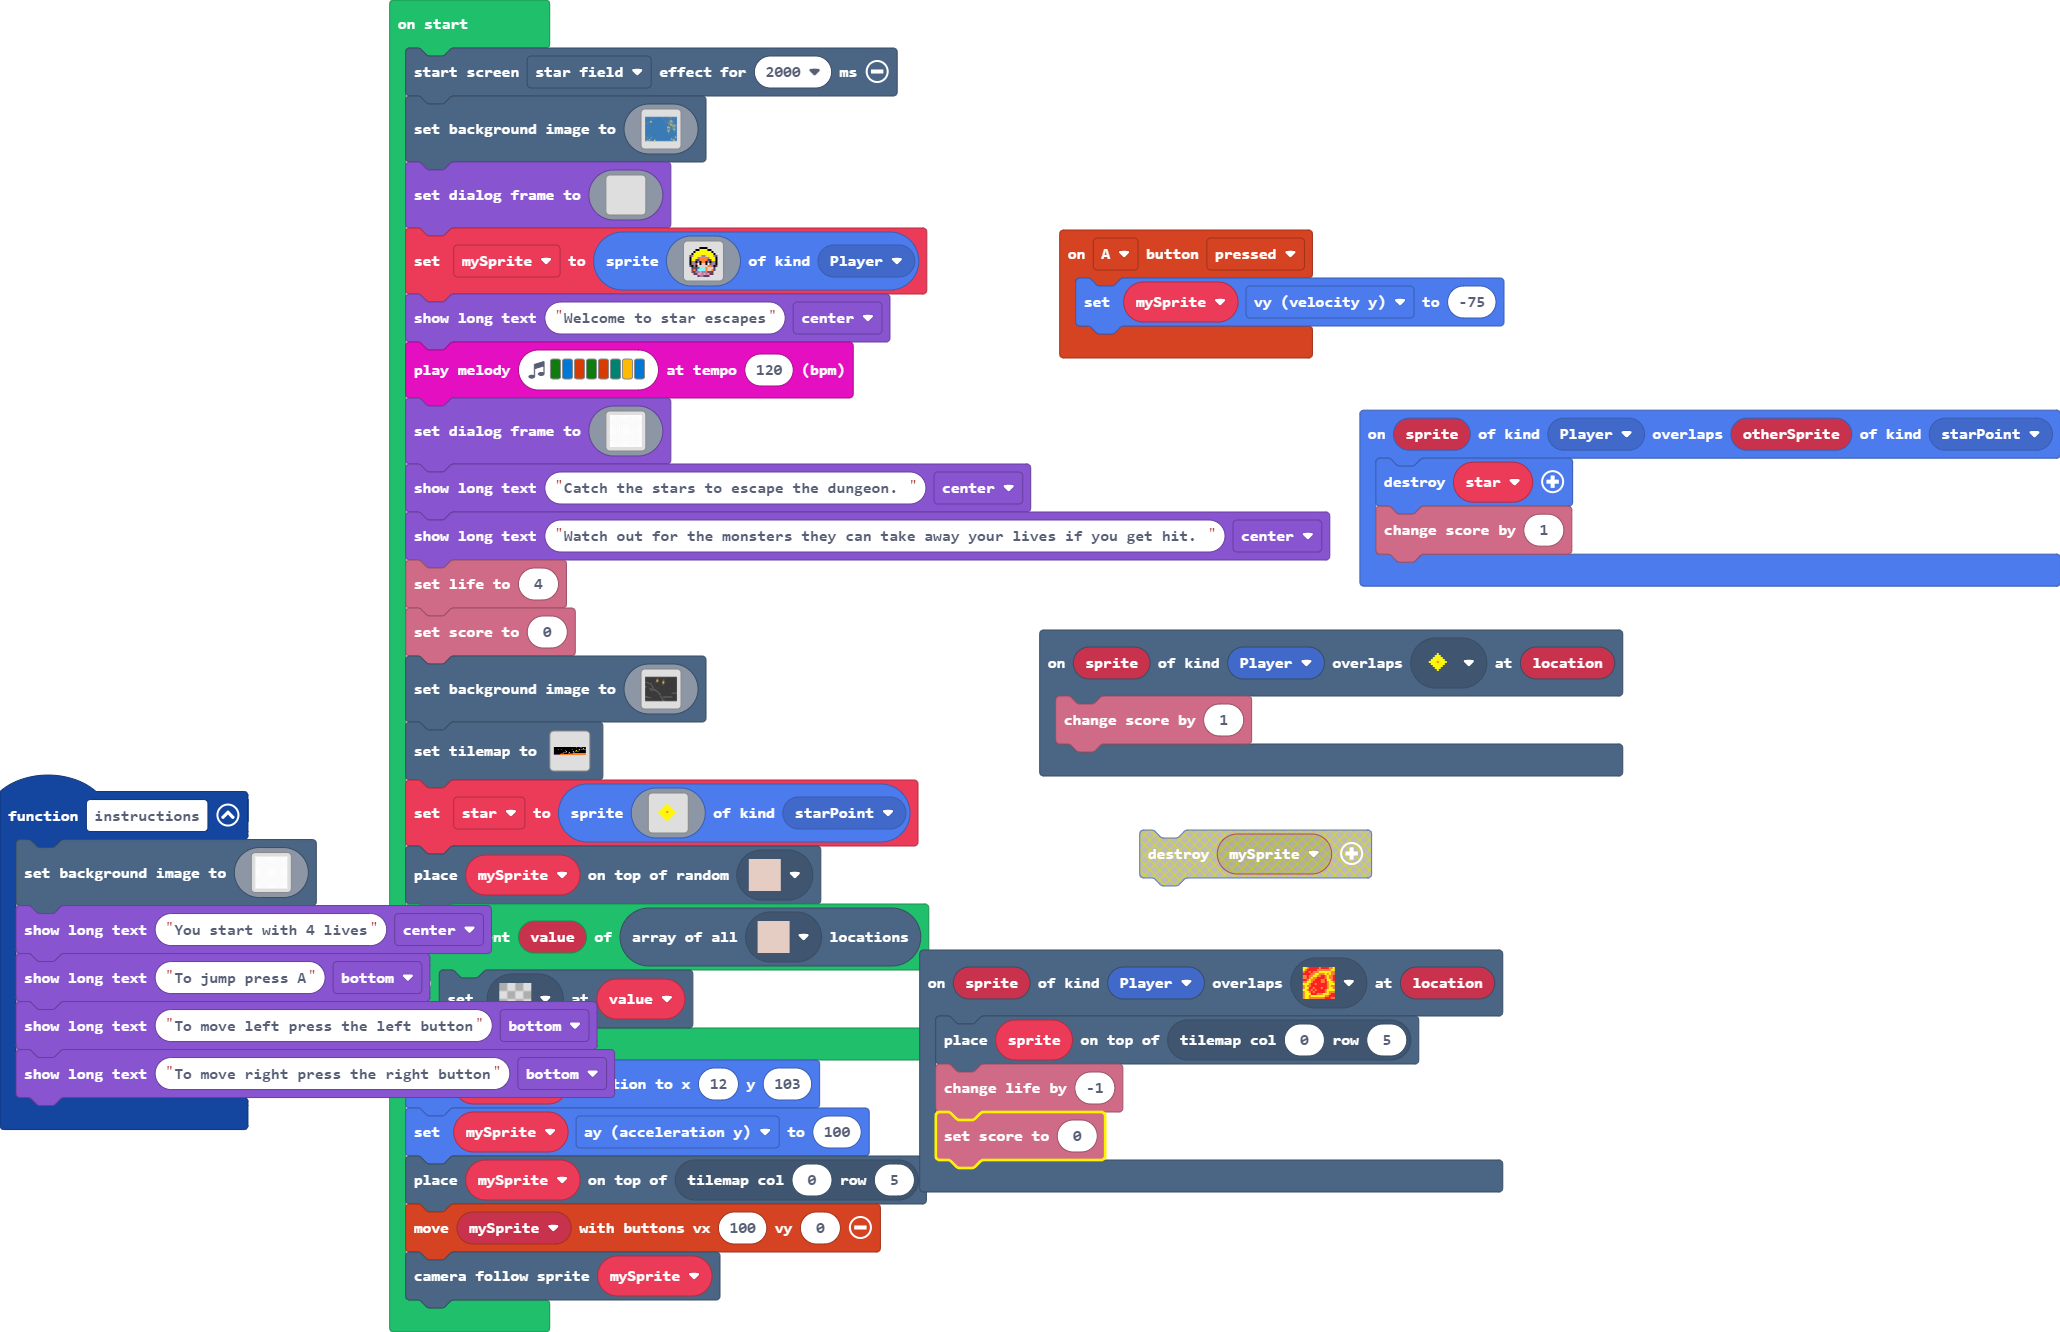 on start
start screen star field effect for 2000 ms
set background image to
set dialog frame to
set mySprite to sprite of kind Player
show long text "Welcome to star escapes" center
play melody at tempo 120 (bpm)
set dialog frame to
show long text "Catch the stars to escape the dungeon. " center
show long text "Watch out for the monsters they can take away your lives if you get hit. " center
set life to 4
set score to 0
set background image to
set tilemap to
set star to sprite of kind starPoint
place mySprite on top of random
value of array of all locations
set at value
to x 12 y 103
set mySprite ay (acceleration y) to 100
place mySprite on top of tilemap col 0 row 5
move mySprite with buttons vx 100 vy 0
camera follow sprite mySprite
function instructions
set background image to
show long text "You start with 4 lives" center
show long text "To jump press A" bottom
show long text "To move left press the left button" bottom
show long text "To move right press the right button" bottom
on A button pressed
set mySprite vy (velocity y) to -75
on sprite of kind Player overlaps otherSprite of kind starPoint
destroy star
change score by 1
on sprite of kind Player overlaps at location
change score by 1
destroy mySprite
on sprite of kind Player overlaps at location
place sprite on top of tilemap col 0 row 5
change life by -1
set score to 0